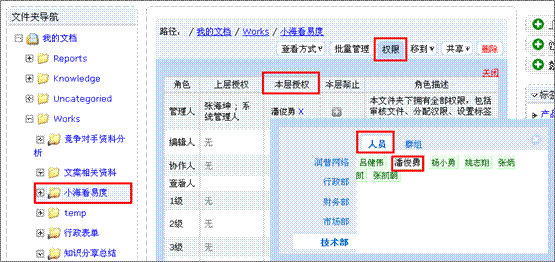 文件夹导航
我的文档
Reports
Knowledge
Uncategoried
Works
竞争对手资料分析
文案相关资料
小海看易度
temp
行政表单
知识分享总结
路径： / 我的文档 / Works / 小海看易度
查看方式 批量管理 权限 移到 共享 删除
关闭
角色 上层授权 本层授权 本层禁止 角色描述
管理人 张海坤；系统管理人 潘俊勇 X 本文件夹下拥有全部权限，包括审核文件、分配权限、设置标签
编辑人 无
协作人 无
查看人
1级 无
2级 无
3级 无
人员 群组
润普网络
行政部
财务部
市场部
技术部
吕健伟 潘俊勇 杨小勇 姚志翔
标签
产品